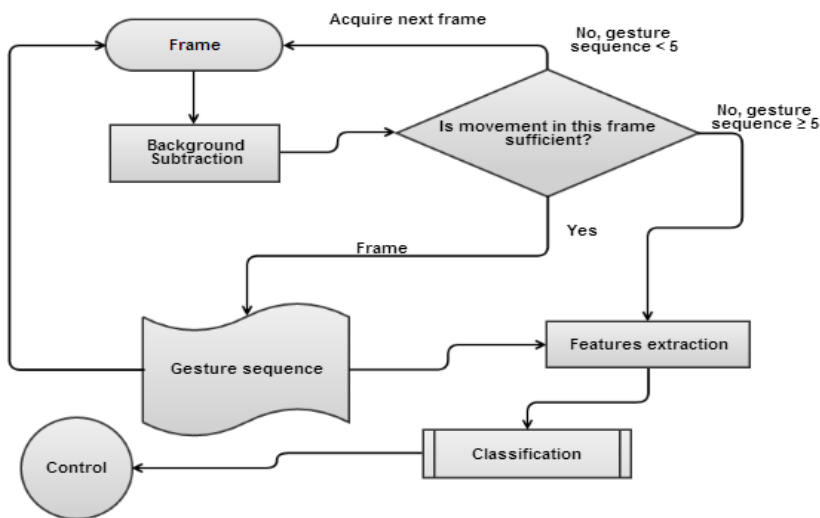 Acquire next frame
No, gesture
sequence < 5
Frame
No, gesture
sequence ≥ 5
Is movement in this frame
sufficient?
Background
Subtraction
Yes
Frame
Features extraction
Gesture sequence
Classification
Control